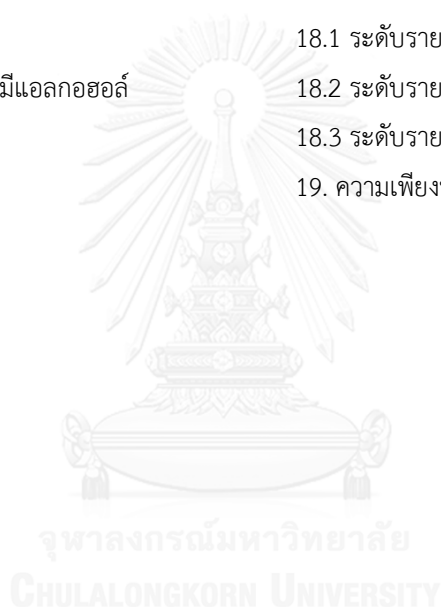 18.1 ระดับราย
มีแอลกอฮอล์
18.2 ระดับราย
18.3 ระดับราย
19. ความเพียง
จุฬาลงกรณ์มหาวิทยาลัย
CHULALONGKORN UNIVERSITY